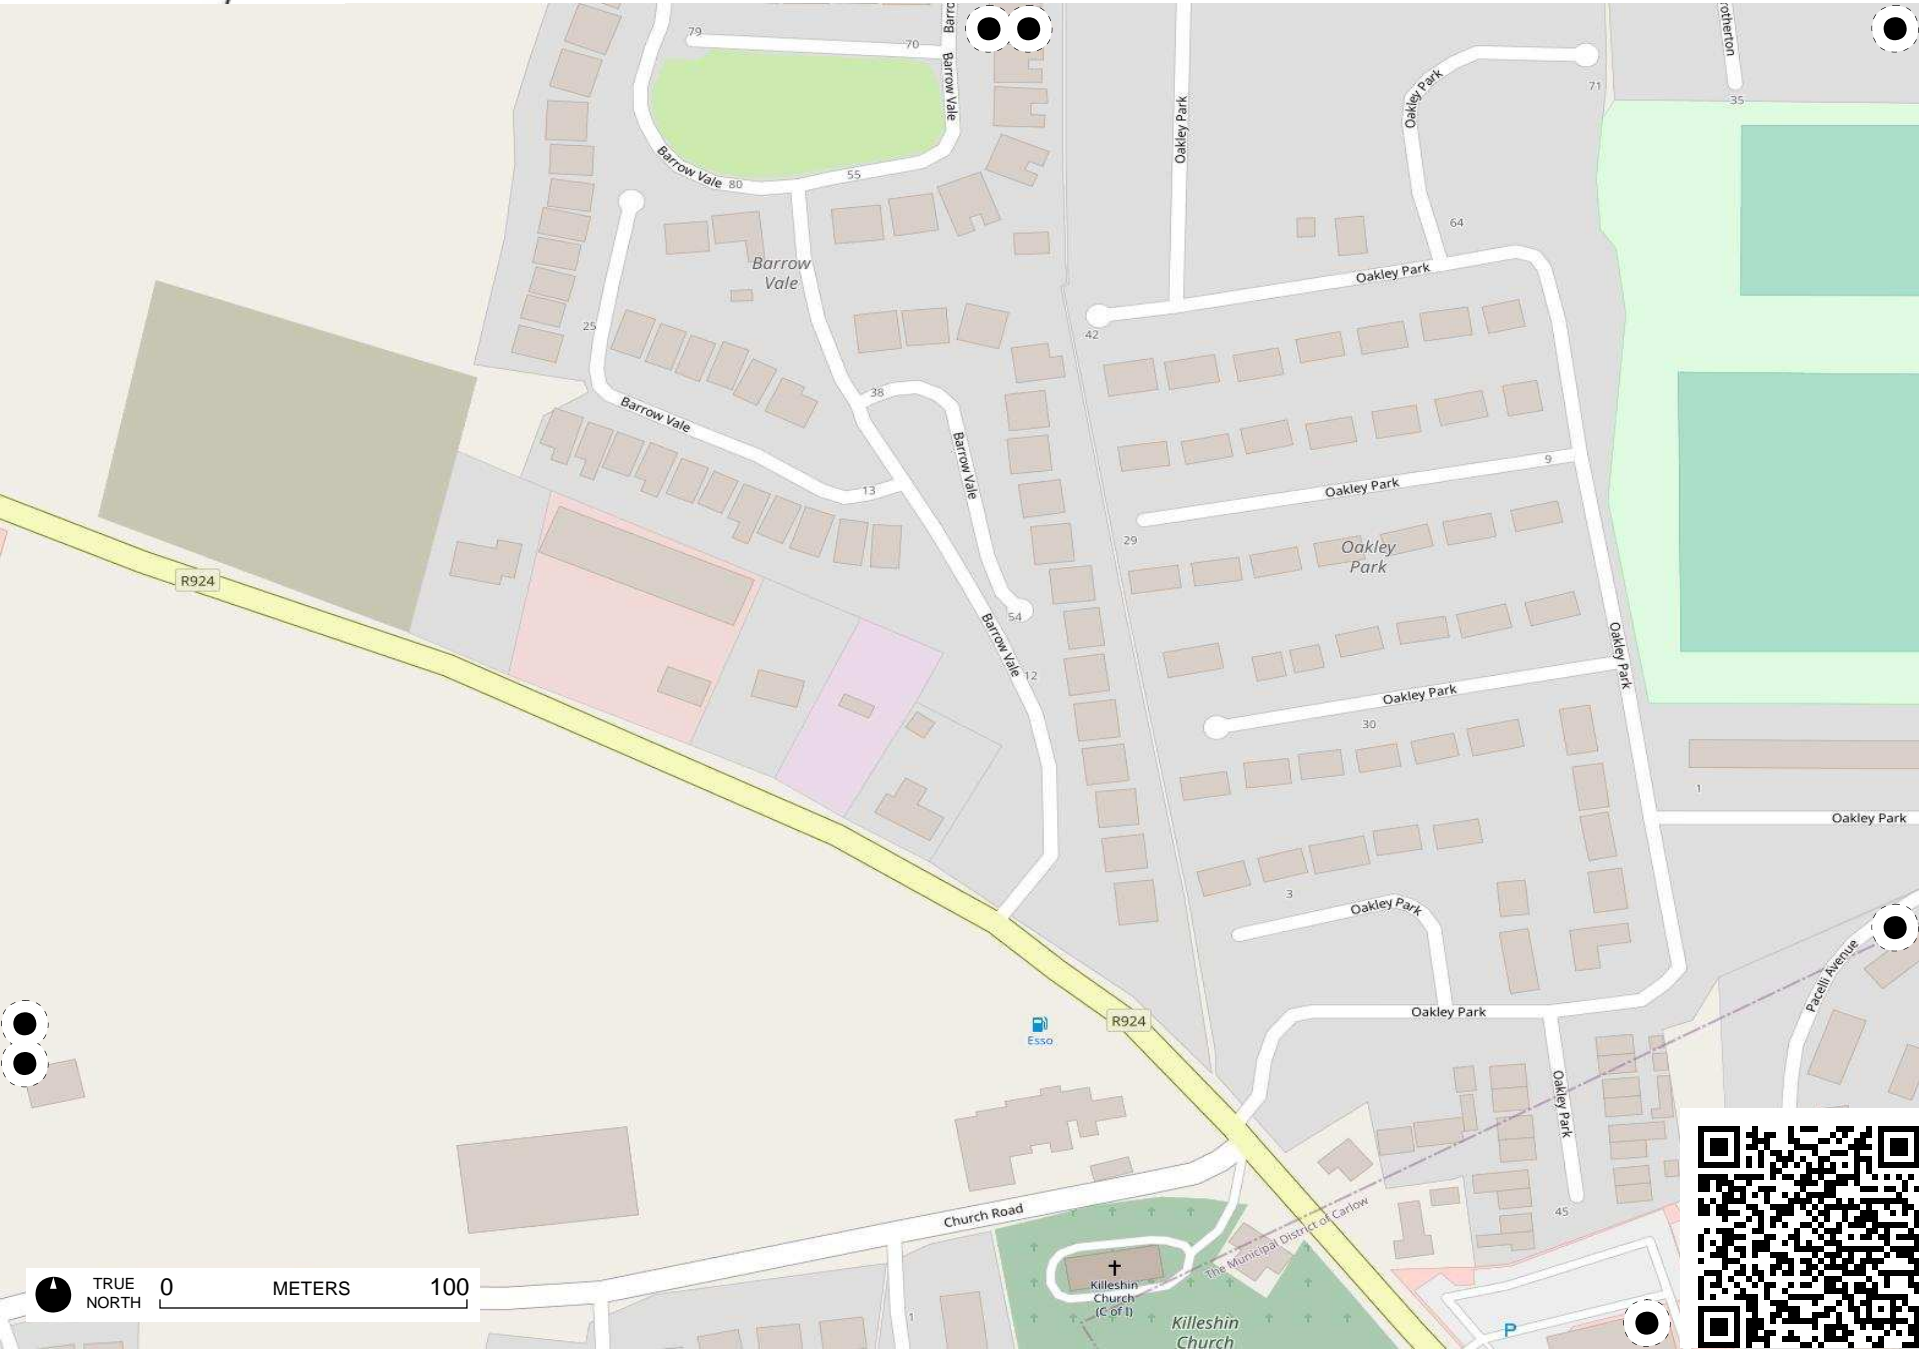 79
70
Barrow Vale
Barrow Vale
80
55
Barrow
Vale
25
Barrow Vale
38
Barrow Vale
13
54
Barrow Vale
12
R924
Oakley Park
Oakley Park
71
35
64
Oakley Park
42
9
Oakley Park
29
Oakley
Park
Oakley Park
Oakley Park
30
1
Oakley Park
3
Oakley Park
Pacelli Avenue
R924
Oakley Park
Esso
Oakley Park
Church Road
45
The Municipal District of Carlow
Killeshin
Church
(C of I)
1
Killeshin
Church
P
TRUE
NORTH
0 METERS 100